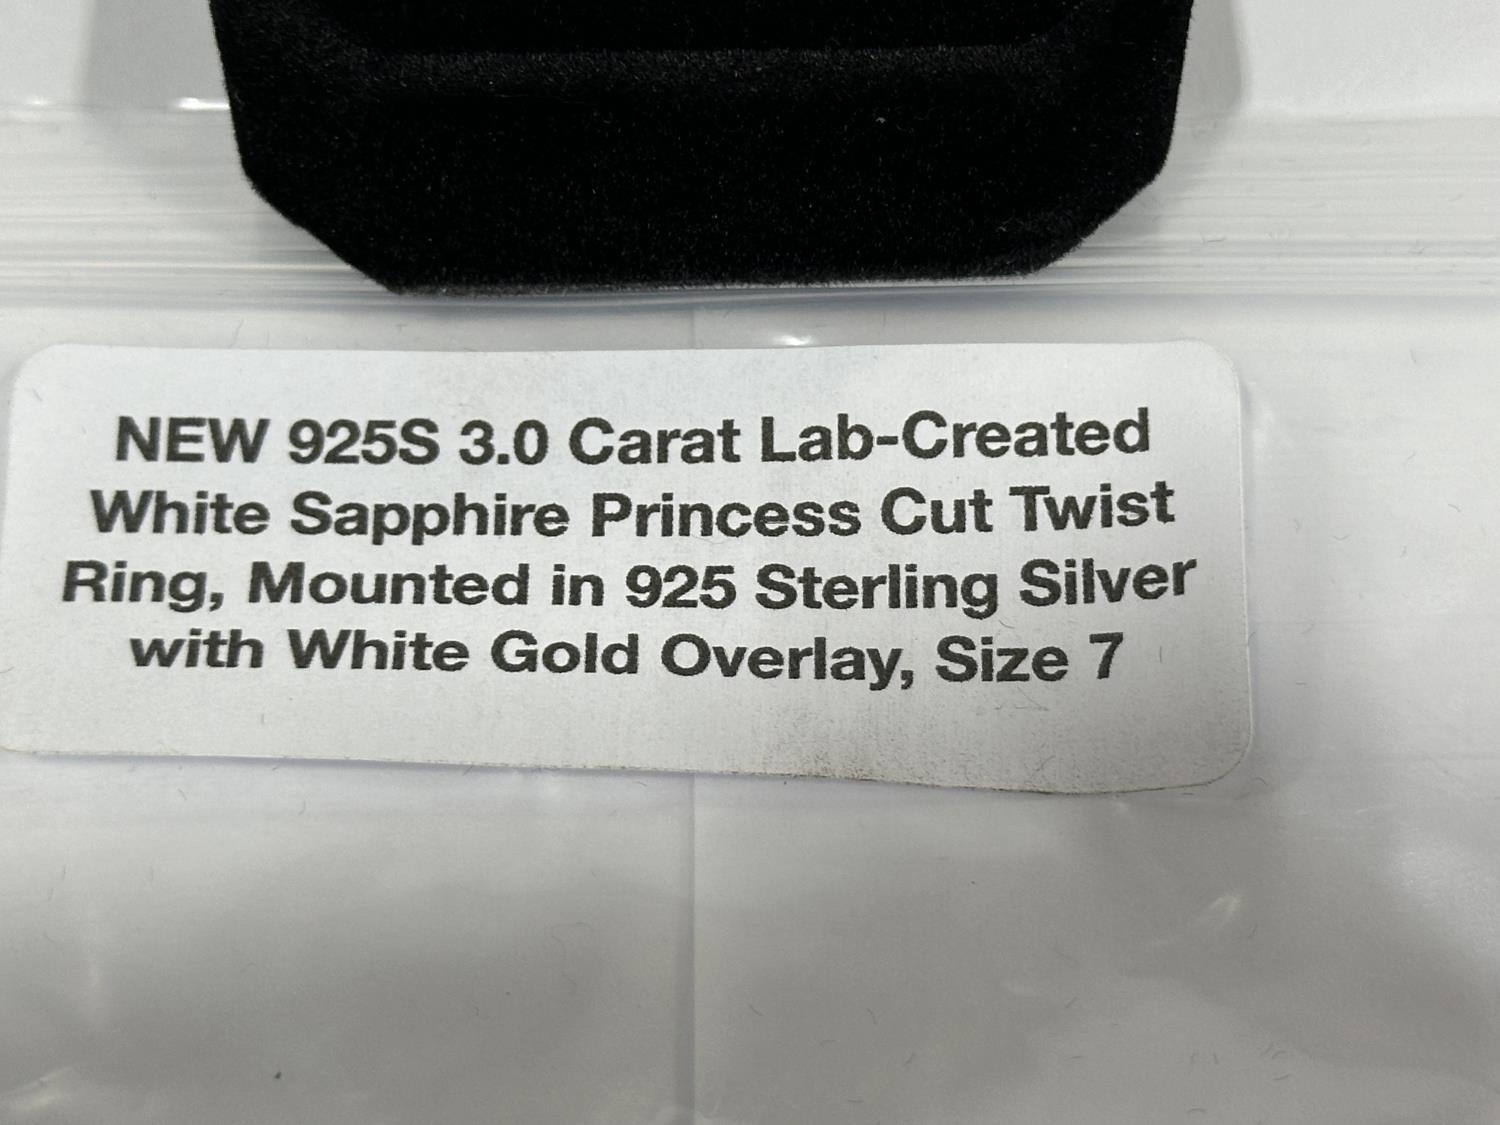 NEW 925S 3.0 Carat Lab-Created
White Sapphire Princess Cut Twist
Ring, Mounted in 925 Sterling Silver
with White Gold Overlay, Size 7